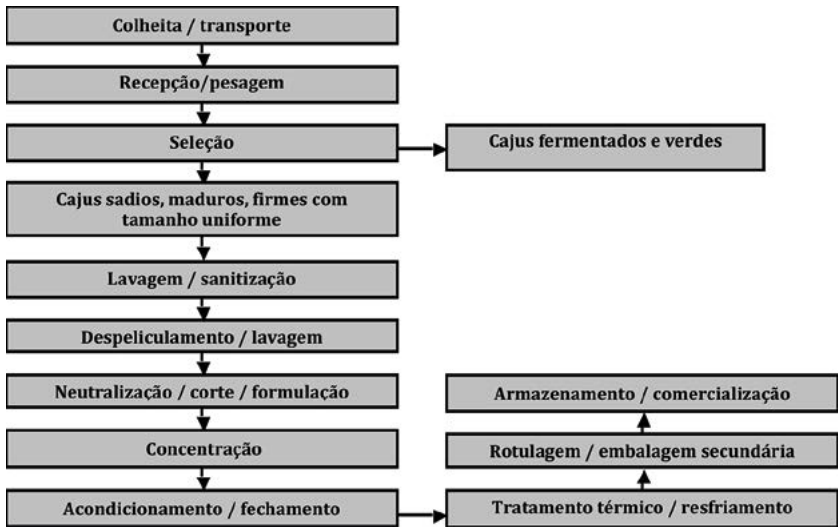 Colheita / transporte
Recepção/pesagem
Seleção
Cajus fermentados e verdes
Cajus sadios, maduros, firmes com
tamanho uniforme
Lavagem / sanitização
Despeliculamento / lavagem
Neutralização / corte / formulação
Concentração
Acondicionamento / fechamento
Tratamento térmico / resfriamento
Rotulagem / embalagem secundária
Armazenamento / comercialização